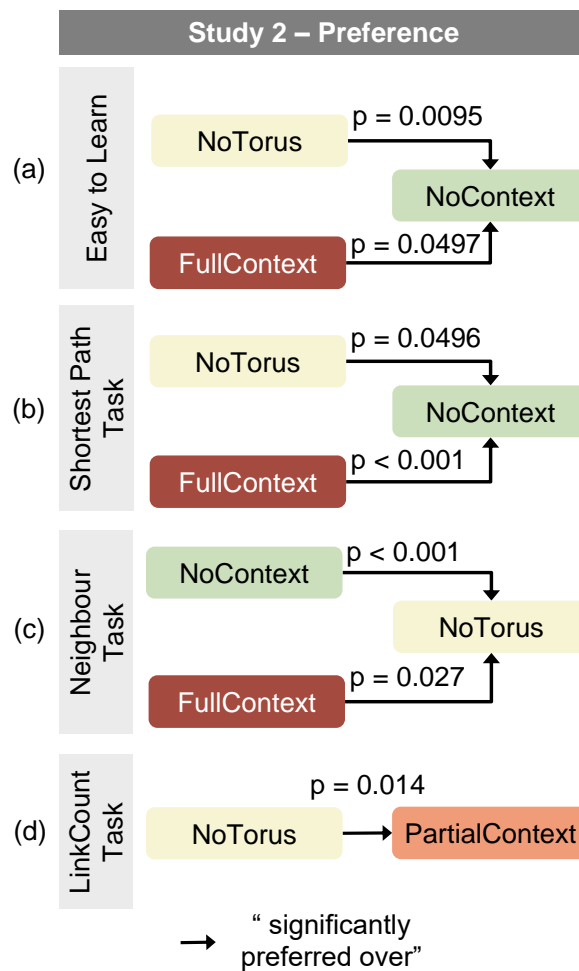 Study 2 – Preference
(a)
Easy to Learn
NoTorus
p = 0.0095
NoContext
FullContext
p = 0.0497
(b)
Shortest Path
Task
NoTorus
p = 0.0496
NoContext
FullContext
p < 0.001
(c)
Neighbour
Task
NoContext
p < 0.001
NoTorus
FullContext
p = 0.027
(d)
LinkCount
Task
p = 0.014
NoTorus
PartialContext
“ significantly
preferred over”